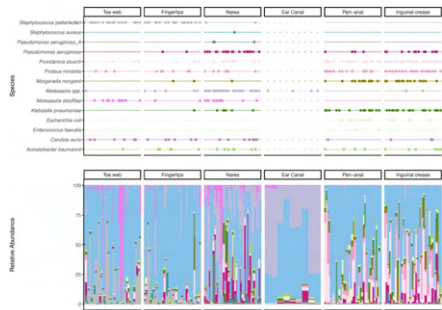 Toe web Fingertips Nares Ear Canal Peri-anal Inguinal crease
Staphylococcus pettenkoferi
Staphylococcus aureus
Pseudomonas aeruginosa_A
Pseudomonas aeruginosa
Providencia stuartii
Proteus mirabilis
Morganella morganii
Malassezia spp.
Malassezia slooffiae
Klebsiella pneumoniae
Escherichia coli
Enterococcus faecalis
Candida auris
Acinetobacter baumannii
Species
Toe web Fingertips Nares Ear Canal Peri-anal Inguinal crease
100
75
50
25
0
Relative Abundance